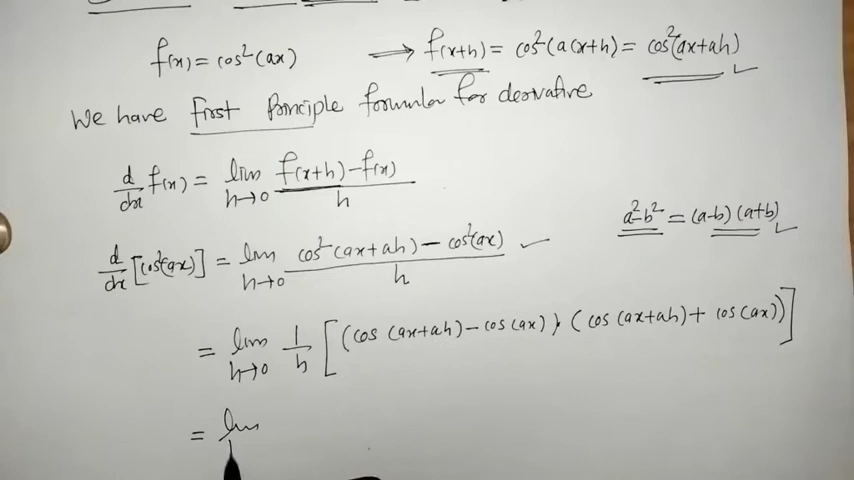 f(x) = cos²(ax) ⟹ f(x+h) = cos²(a(x+h) = cos²(ax+ah) ✓
We have first Principle formula for derivative
d/dx f(x) = lim h→0 f(x+h)-f(x) / h
a²-b² = (a-b) (a+b) ✓
d/dx [cos²(ax)] = lim h→0 cos²(ax+ah) - cos²(ax) / h ✓
= lim h→0 1/h [(cos (ax+ah) - cos(ax)) · (cos (ax+ah) + cos(ax))]
= lim